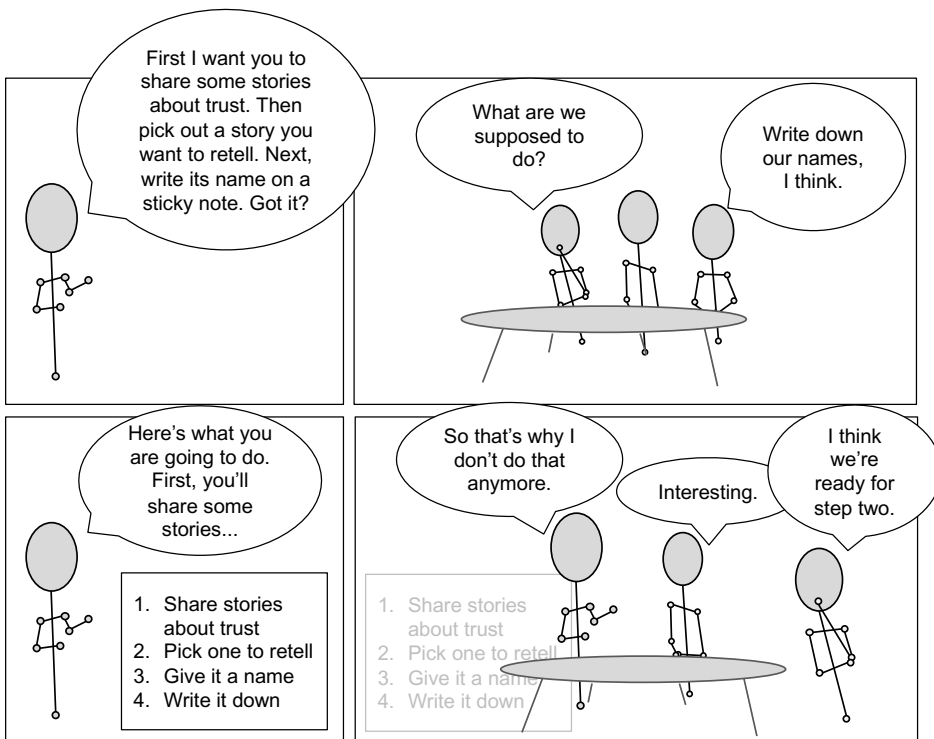 First I want you to
share some stories
about trust. Then
pick out a story you
want to retell. Next,
write its name on a
sticky note. Got it?
What are we
supposed to
do?
Write down
our names,
I think.
Here's what you
are going to do.
First, you'll
share some
stories...
1. Share stories
about trust
2. Pick one to retell
3. Give it a name
4. Write it down
So that's why I
don't do that
anymore.
Interesting.
I think
we're
ready for
step two.
1. Share stories
about trust
2. Pick one to retell
3. Give it a name
4. Write it down